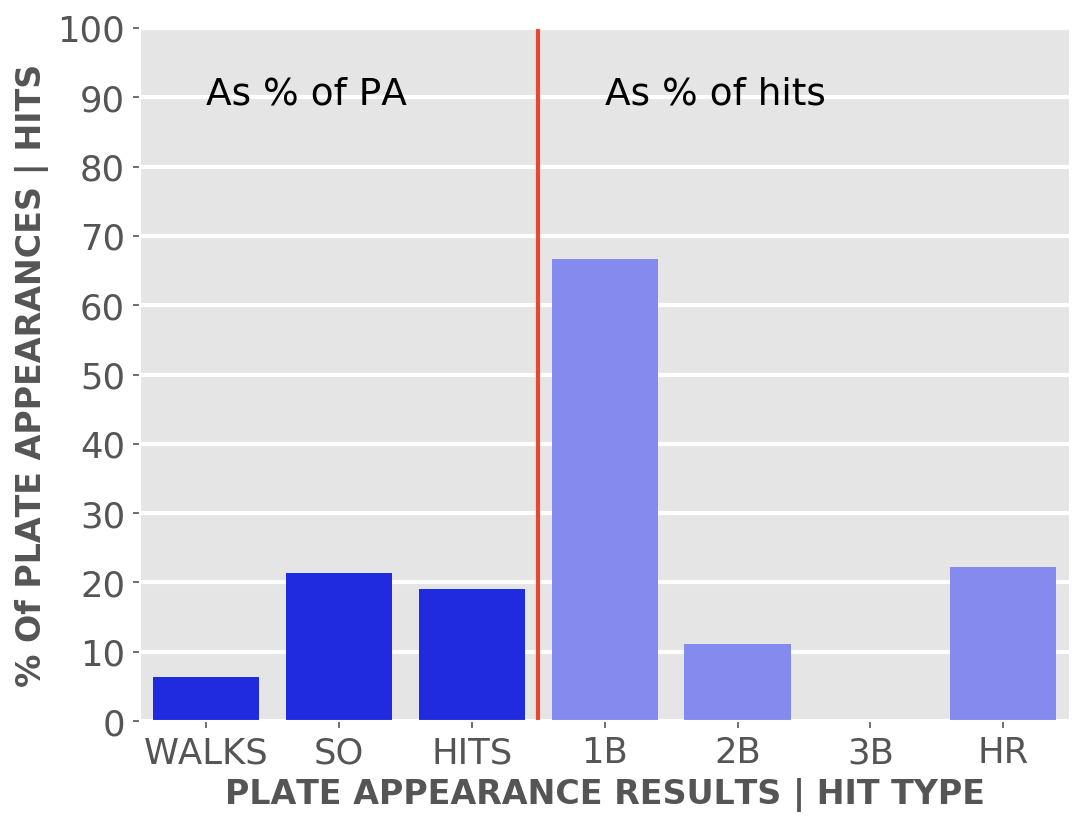 % Of PLATE APPEARANCES | HITS
100
90
80
70
60
50
40
30
20
10
0
As % of PA
As % of hits
WALKS SO HITS 1B 2B 3B HR
PLATE APPEARANCE RESULTS | HIT TYPE